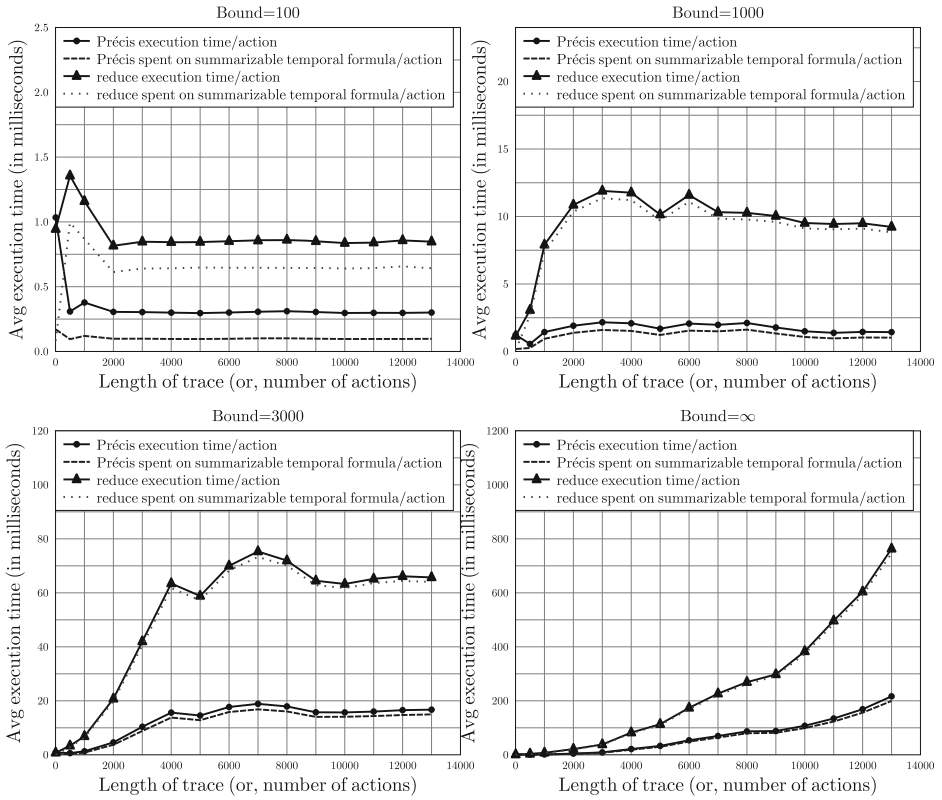 Bound=100
Avg execution time (in milliseconds)
2.5
2.0
1.5
1.0
0.5
0.0
Précis execution time/action
Précis spent on summarizable temporal formula/action
reduce execution time/action
reduce spent on summarizable temporal formula/action
0 2000 4000 6000 8000 10000 12000 14000
Length of trace (or, number of actions)
Bound=1000
Avg execution time (in milliseconds)
20
15
10
5
0
Précis execution time/action
Précis spent on summarizable temporal formula/action
reduce execution time/action
reduce spent on summarizable temporal formula/action
0 2000 4000 6000 8000 10000 12000 14000
Length of trace (or, number of actions)
Bound=3000
Avg execution time (in milliseconds)
120
100
80
60
40
20
0
Précis execution time/action
Précis spent on summarizable temporal formula/action
reduce execution time/action
reduce spent on summarizable temporal formula/action
0 2000 4000 6000 8000 10000 12000 14000
Length of trace (or, number of actions)
Bound=∞
Avg execution time (in milliseconds)
1200
1000
800
600
400
200
0
Précis execution time/action
Précis spent on summarizable temporal formula/action
reduce execution time/action
reduce spent on summarizable temporal formula/action
0 2000 4000 6000 8000 10000 12000 14000
Length of trace (or, number of actions)